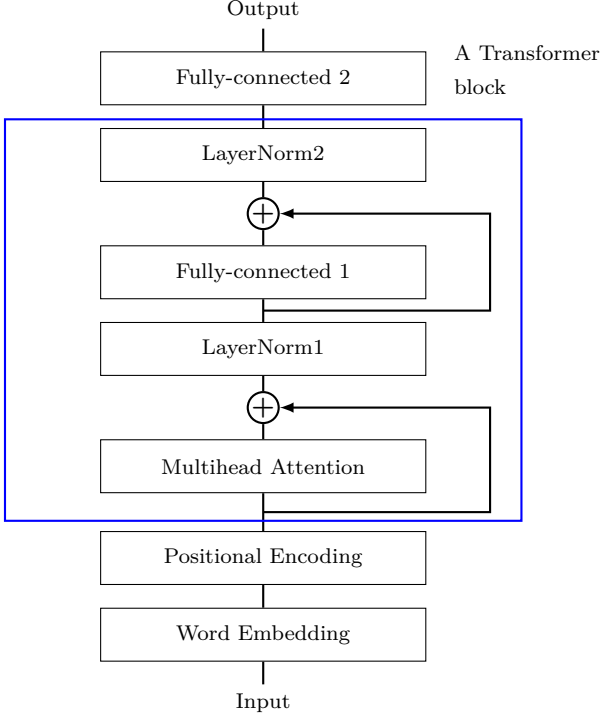 Output
A Transformer
block
Fully-connected 2
LayerNorm2
Fully-connected 1
LayerNorm1
Multihead Attention
Positional Encoding
Word Embedding
Input